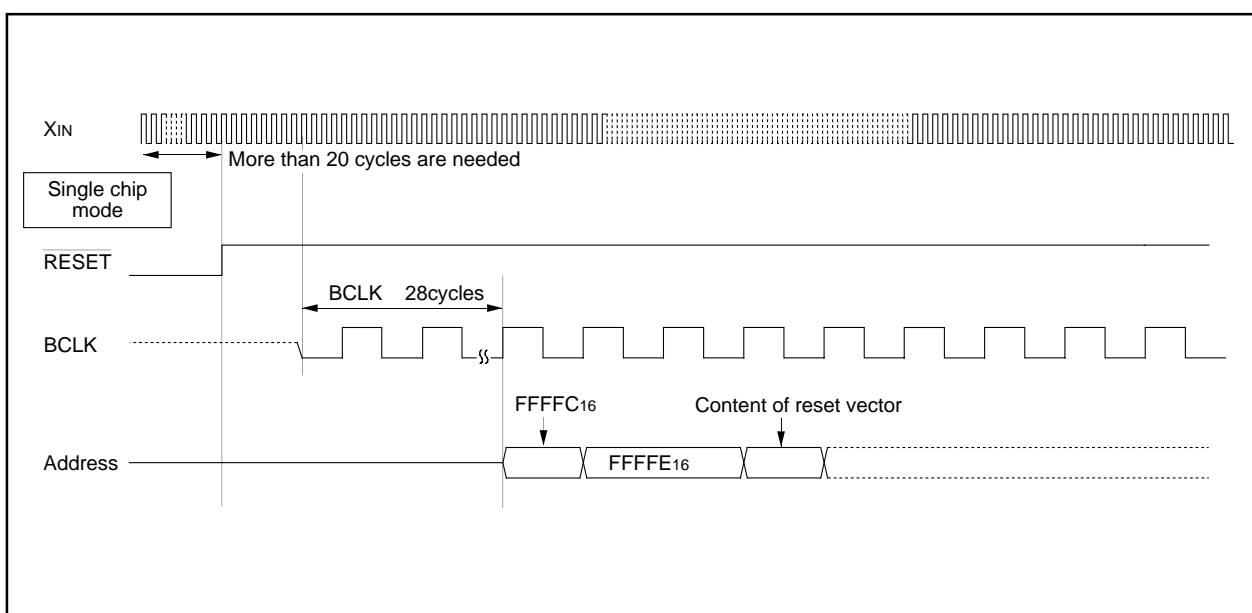 XIN
More than 20 cycles are needed
Single chip
mode
RESET
BCLK 28cycles
BCLK
FFFFC16
Content of reset vector
Address
FFFFE16